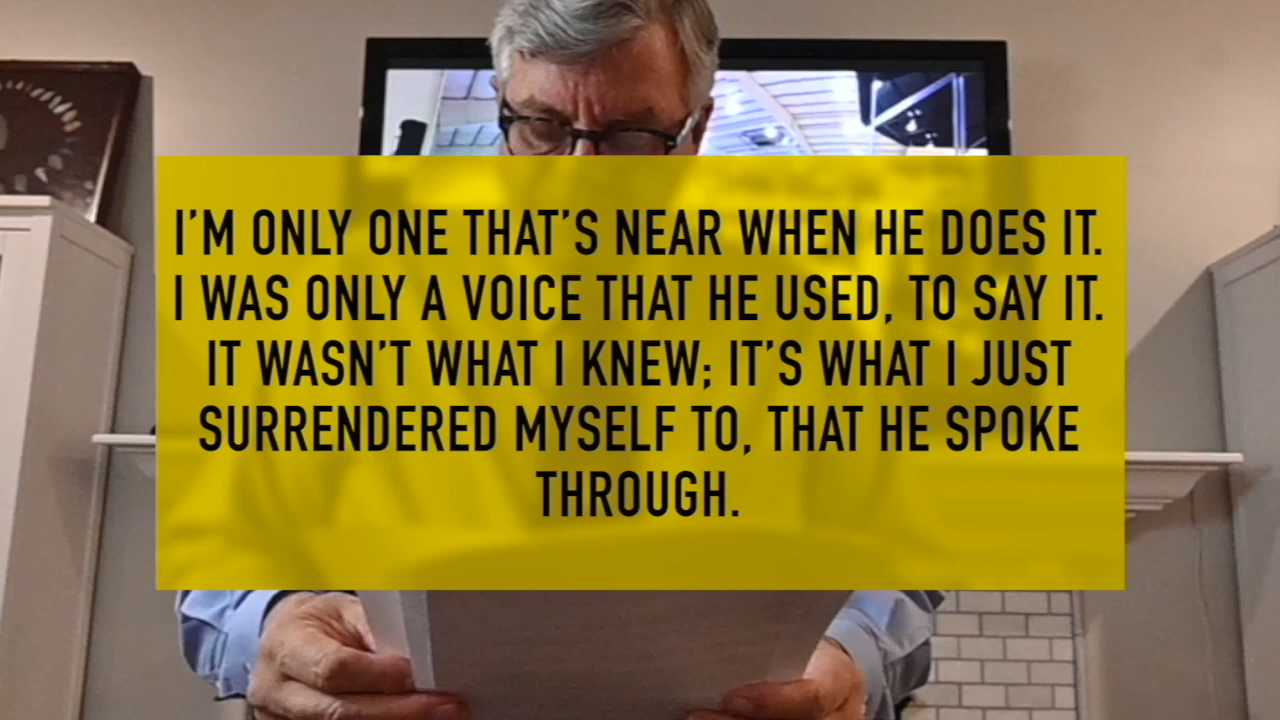 I'M ONLY ONE THAT'S NEAR WHEN HE DOES IT.
I WAS ONLY A VOICE THAT HE USED, TO SAY IT.
IT WASN'T WHAT I KNEW; IT'S WHAT I JUST
SURRENDERED MYSELF TO, THAT HE SPOKE
THROUGH.